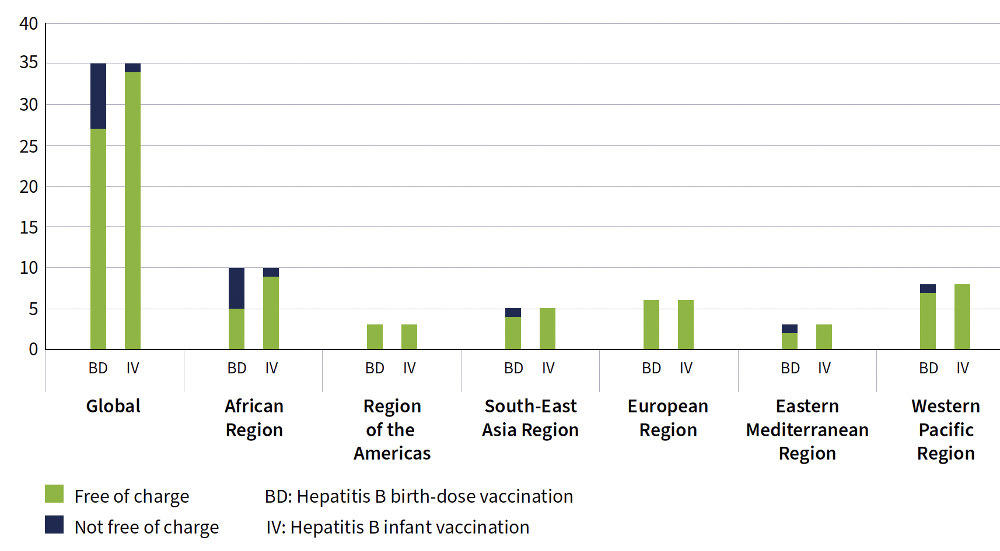 40
35
30
25
20
15
10
5
0
BD IV BD IV BD IV BD IV BD IV BD IV BD IV
Global
African
Region
Region
of the
Americas
South-East
Asia Region
European
Region
Eastern
Mediterranean
Region
Western
Pacific
Region
Free of charge
BD: Hepatitis B birth-dose vaccination
Not free of charge
IV: Hepatitis B infant vaccination